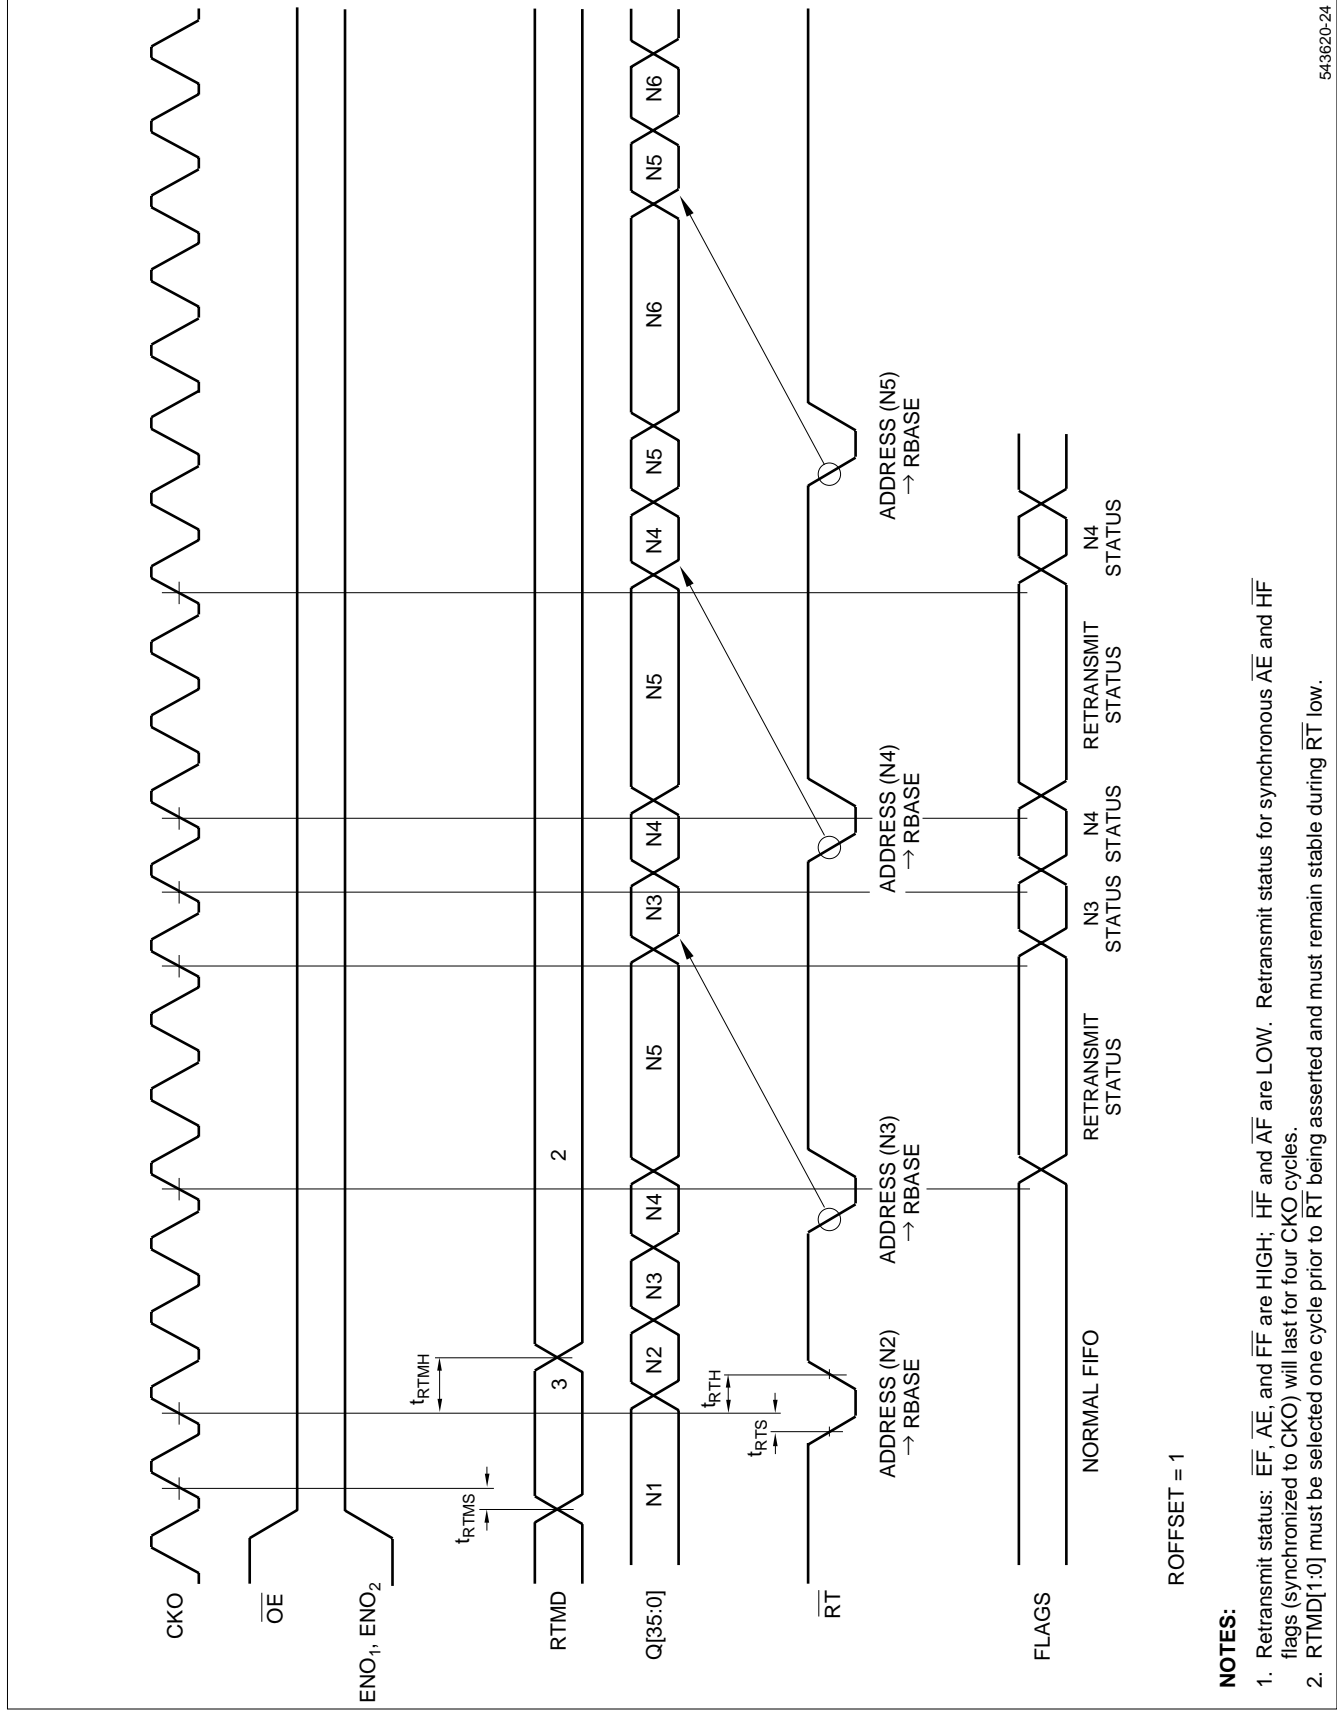 CKO
OE
ENO1, ENO2
tRTMS
tRTMH
RTMD
3
2
Q[35:0]
N1
N2
N3
N4
N5
N3
N4
N5
N4
N5
N6
N5
N6
tRTS
tRTH
RT
ADDRESS (N2)
→ RBASE
ADDRESS (N3)
→ RBASE
ADDRESS (N4)
→ RBASE
ADDRESS (N5)
→ RBASE
FLAGS
NORMAL FIFO
RETRANSMIT
STATUS
N3
STATUS
N4
STATUS
RETRANSMIT
STATUS
N4
STATUS
ROFFSET = 1
NOTES:
1. Retransmit status: EF, AE, and FF are HIGH; HF and AF are LOW. Retransmit status for synchronous AE and HF
flags (synchronized to CKO) will last for four CKO cycles.
2. RTMD[1:0] must be selected one cycle prior to RT being asserted and must remain stable during RT low.
543620-24